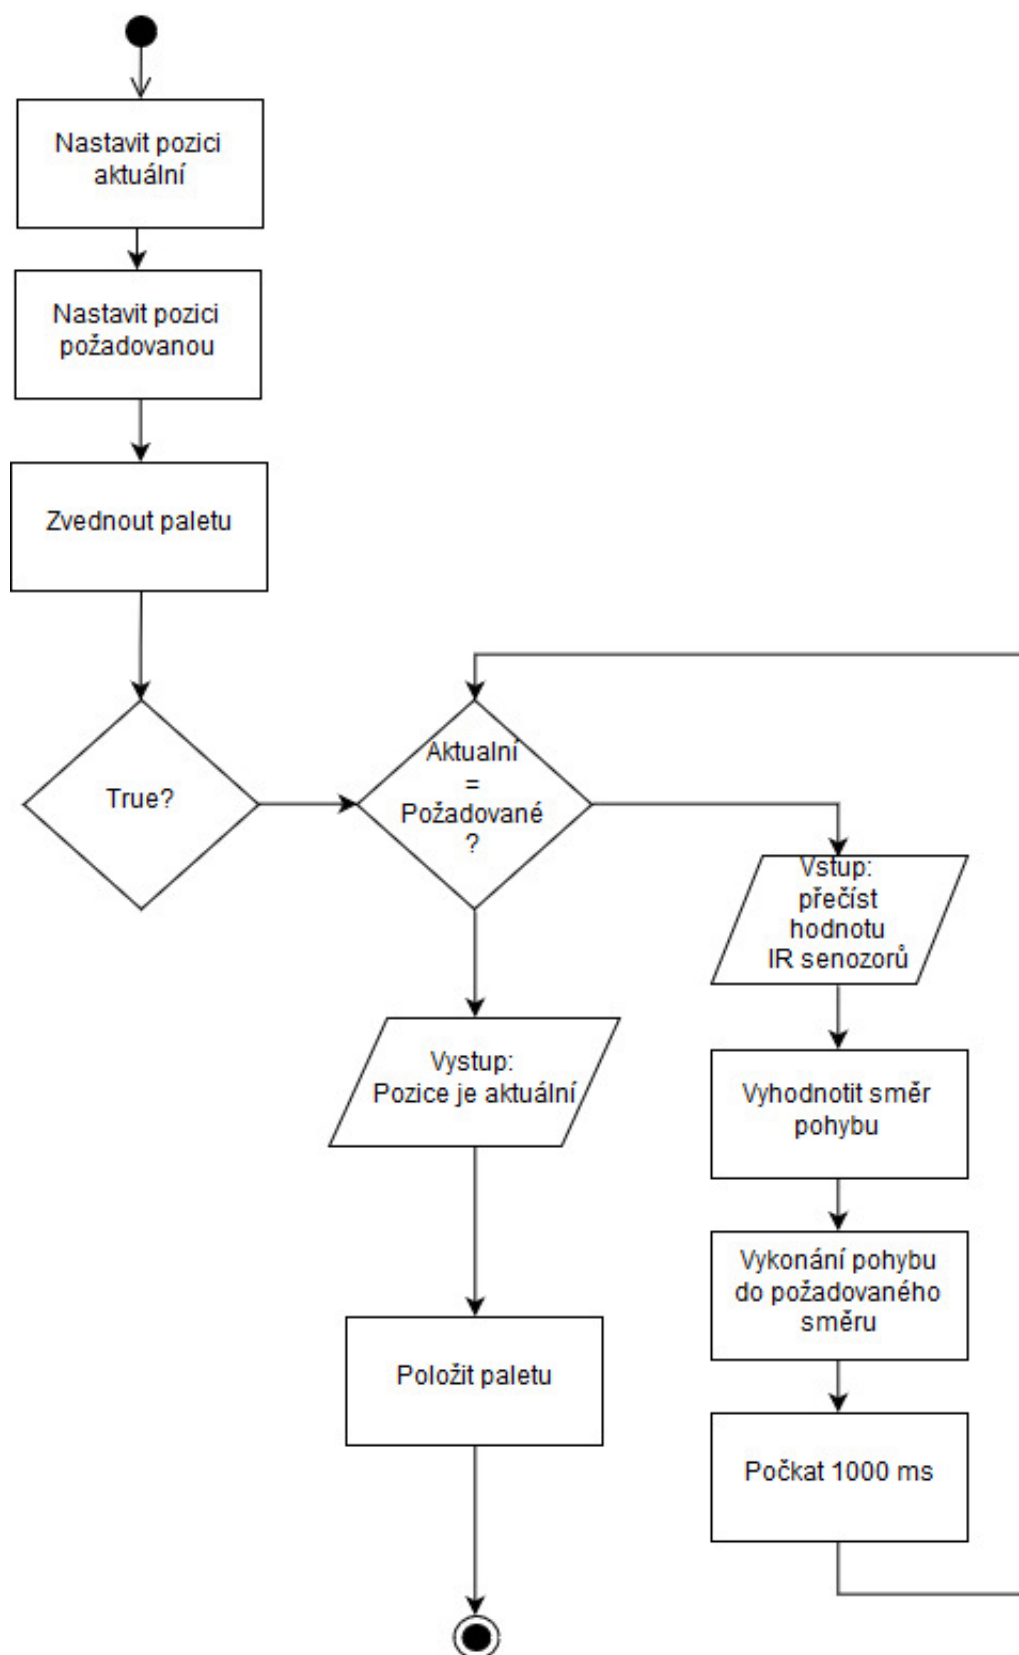 Nastavit pozici
aktuální
Nastavit pozici
požadovanou
Zvednout paletu
True?
Aktualní
=
Požadované
?
Vstup:
přečíst
hodnotu
IR senozorů
Vystup:
Pozice je aktuální
Vyhodnotit směr
pohybu
Vykonání pohybu
do požadovaného
směru
Položit paletu
Počkat 1000 ms